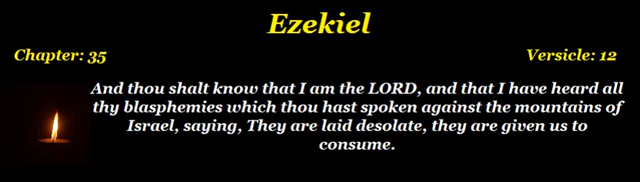 Ezekiel
Chapter: 35
Versicle: 12
And thou shalt know that I am the LORD, and that I have heard all
thy blasphemies which thou hast spoken against the mountains of
Israel, saying, They are laid desolate, they are given us to
consume.